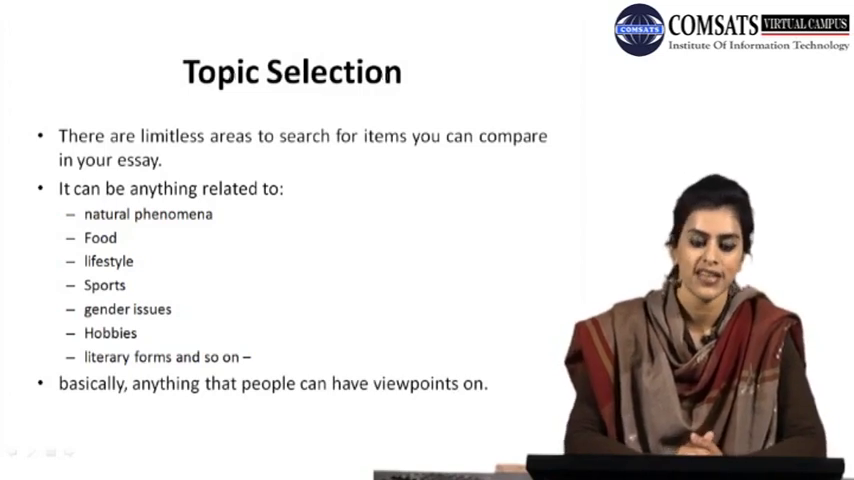 COMSATS VIRTUAL CAMPUS
Institute Of Information Technology
COMSATS
Topic Selection
• There are limitless areas to search for items you can compare
in your essay.
• It can be anything related to:
– natural phenomena
– Food
– lifestyle
– Sports
– gender issues
– Hobbies
– literary forms and so on –
• basically, anything that people can have viewpoints on.